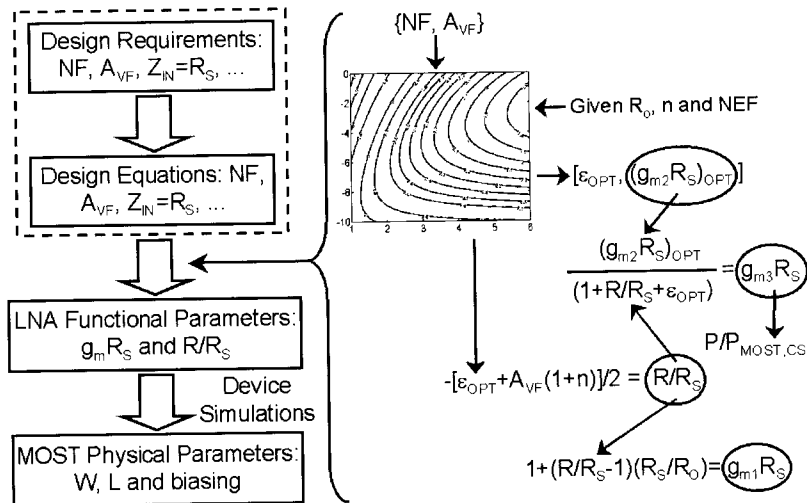 Design Requirements:
NF, A_VF, Z_IN=R_S, ...
Design Equations: NF,
A_VF, Z_IN=R_S, ...
LNA Functional Parameters:
g_mR_S and R/R_S
Device
Simulations
MOST Physical Parameters:
W, L and biasing
{NF, A_VF}
0
-2
-4
-6
-8
-10
1 2 3 4 5 6
Given R_o, n and NEF
[ε_OPT, (g_m2R_S)_OPT]
(g_m2R_S)_OPT
(1+R/R_S+ε_OPT)
= g_m3R_S
P/P_MOST,CS
-[ε_OPT+A_VF(1+n)]/2 = R/R_S
1+(R/R_S-1)(R_S/R_O)=g_m1R_S